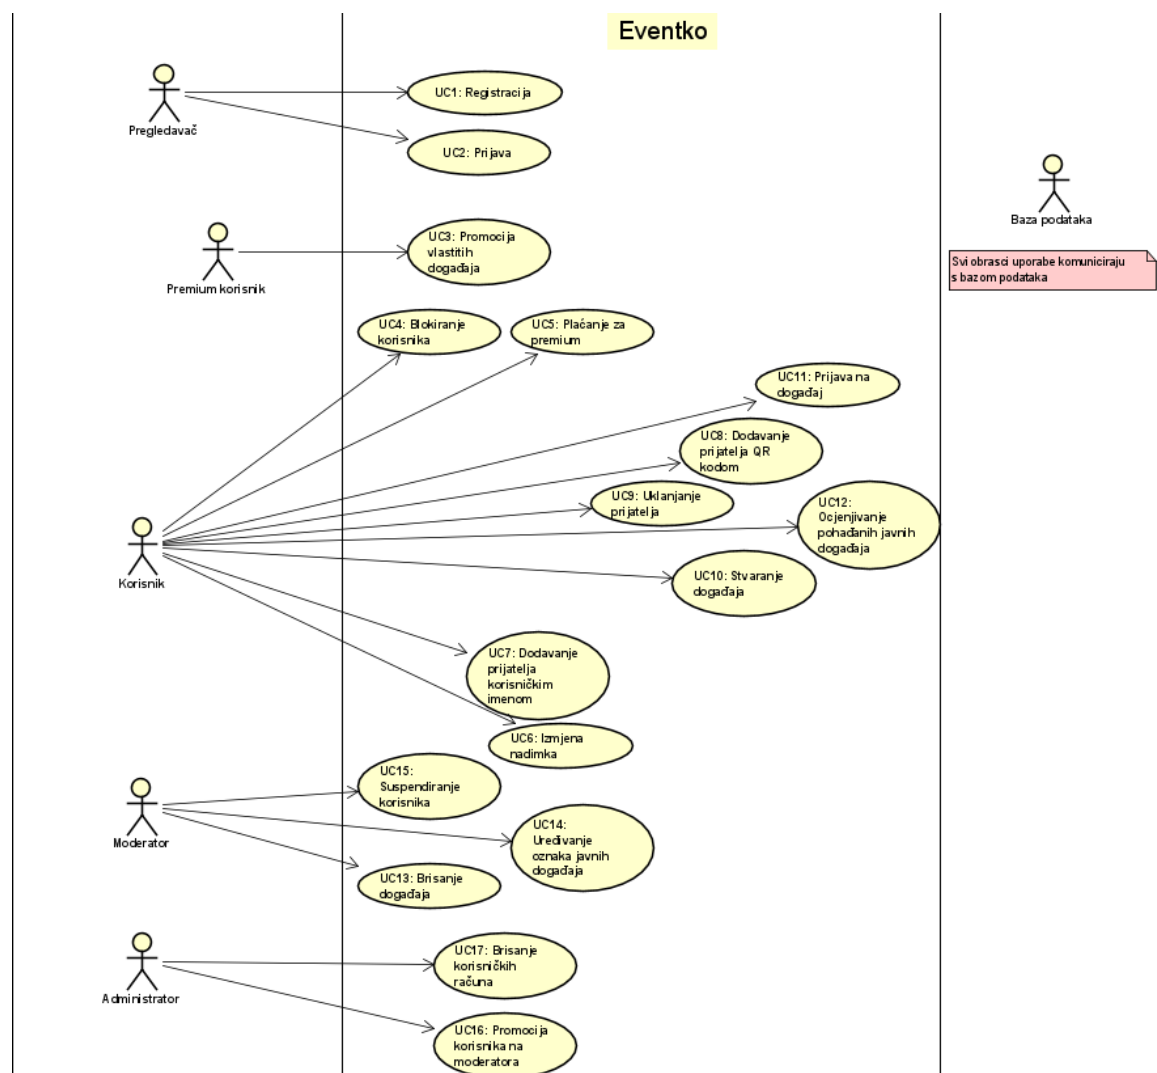 Eventko
UC1: Registracija
Pregledavač
UC2: Prijava
Baza podataka
UC3: Promocija
vlastitih
događaja
Premium korisnik
Svi obrasci uporabe komuniciraju
s bazom podataka
UC4: Blokiranje
korisnika
UC5: Plaćanje za
premium
UC11: Prijava na
događaj
UC8: Dodavanje
prijatelja QR
kodom
UC9: Uklanjanje
prijatelja
UC12:
Ocjenjivanje
pohađanih javnih
događaja
Korisnik
UC10: Stvaranje
događaja
UC7: Dodavanje
prijatelja
korisničkim
imenom
UC6: Izmjena
nadimka
UC15:
Suspendiranje
korisnika
Moderator
UC14:
Uređivanje
oznaka javnih
događaja
UC13: Brisanje
događaja
UC17: Brisanje
korisničkih
računa
Administrator
UC16: Promocija
korisnika na
moderatora